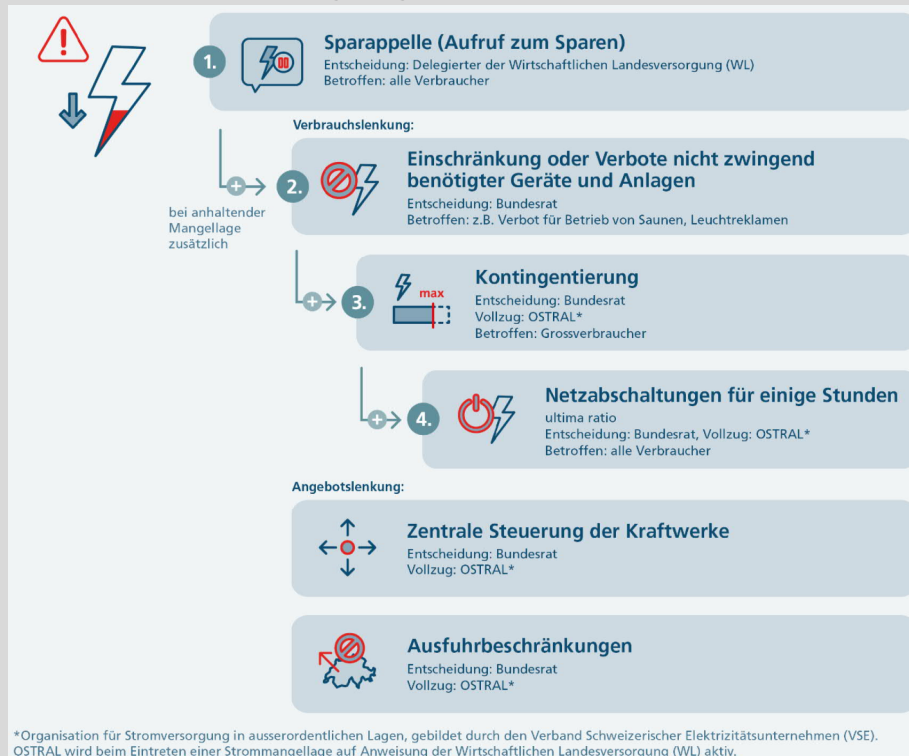 1.
Sparappelle (Aufruf zum Sparen)
Entscheidung: Delegierter der Wirtschaftlichen Landesversorgung (WL)
Betroffen: alle Verbraucher
Verbrauchslenkung:
bei anhaltender
Mangellage
zusätzlich
+
2.
Einschränkung oder Verbote nicht zwingend
benötigter Geräte und Anlagen
Entscheidung: Bundesrat
Betroffen: z.B. Verbot für Betrieb von Saunen, Leuchtreklamen
+
3.
max
Kontingentierung
Entscheidung: Bundesrat
Vollzug: OSTRAL*
Betroffen: Grossverbraucher
+
4.
Netzabschaltungen für einige Stunden
ultima ratio
Entscheidung: Bundesrat, Vollzug: OSTRAL*
Betroffen: alle Verbraucher
Angebotslenkung:
Zentrale Steuerung der Kraftwerke
Entscheidung: Bundesrat
Vollzug: OSTRAL*
Ausfuhrbeschränkungen
Entscheidung: Bundesrat
Vollzug: OSTRAL*
*Organisation für Stromversorgung in ausserordentlichen Lagen, gebildet durch den Verband Schweizerischer Elektrizitätsunternehmen (VSE).
OSTRAL wird beim Eintreten einer Strommangellage auf Anweisung der Wirtschaftlichen Landesversorgung (WL) aktiv.